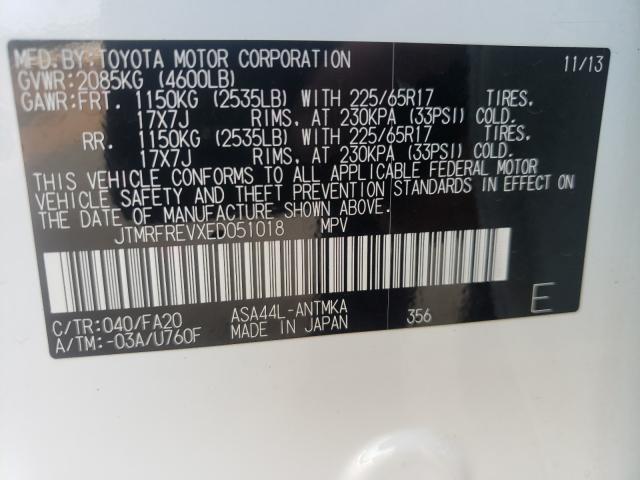 MFD.BY:TOYOTA MOTOR CORPORATION 11/13
GVWR:2085KG (4600LB)
GAWR:FRT. 1150KG (2535LB) WITH 225/65R17 TIRES.
17X7J RIMS, AT 230KPA (33PSI) COLD.
RR. 1150KG (2535LB) WITH 225/65R17 TIRES.
17X7J RIMS, AT 230KPA (33PSI) COLD.
THIS VEHICLE CONFORMS TO ALL APPLICABLE FEDERAL MOTOR
VEHICLE SAFETY AND THEFT PREVENTION STANDARDS IN EFFECT ON
THE DATE OF MANUFACTURE SHOWN ABOVE.
JTMRFREVXED051018 MPV
E
C/TR:040/FA20 ASA44L-ANTMKA 356
A/TM:-03A/U760F MADE IN JAPAN